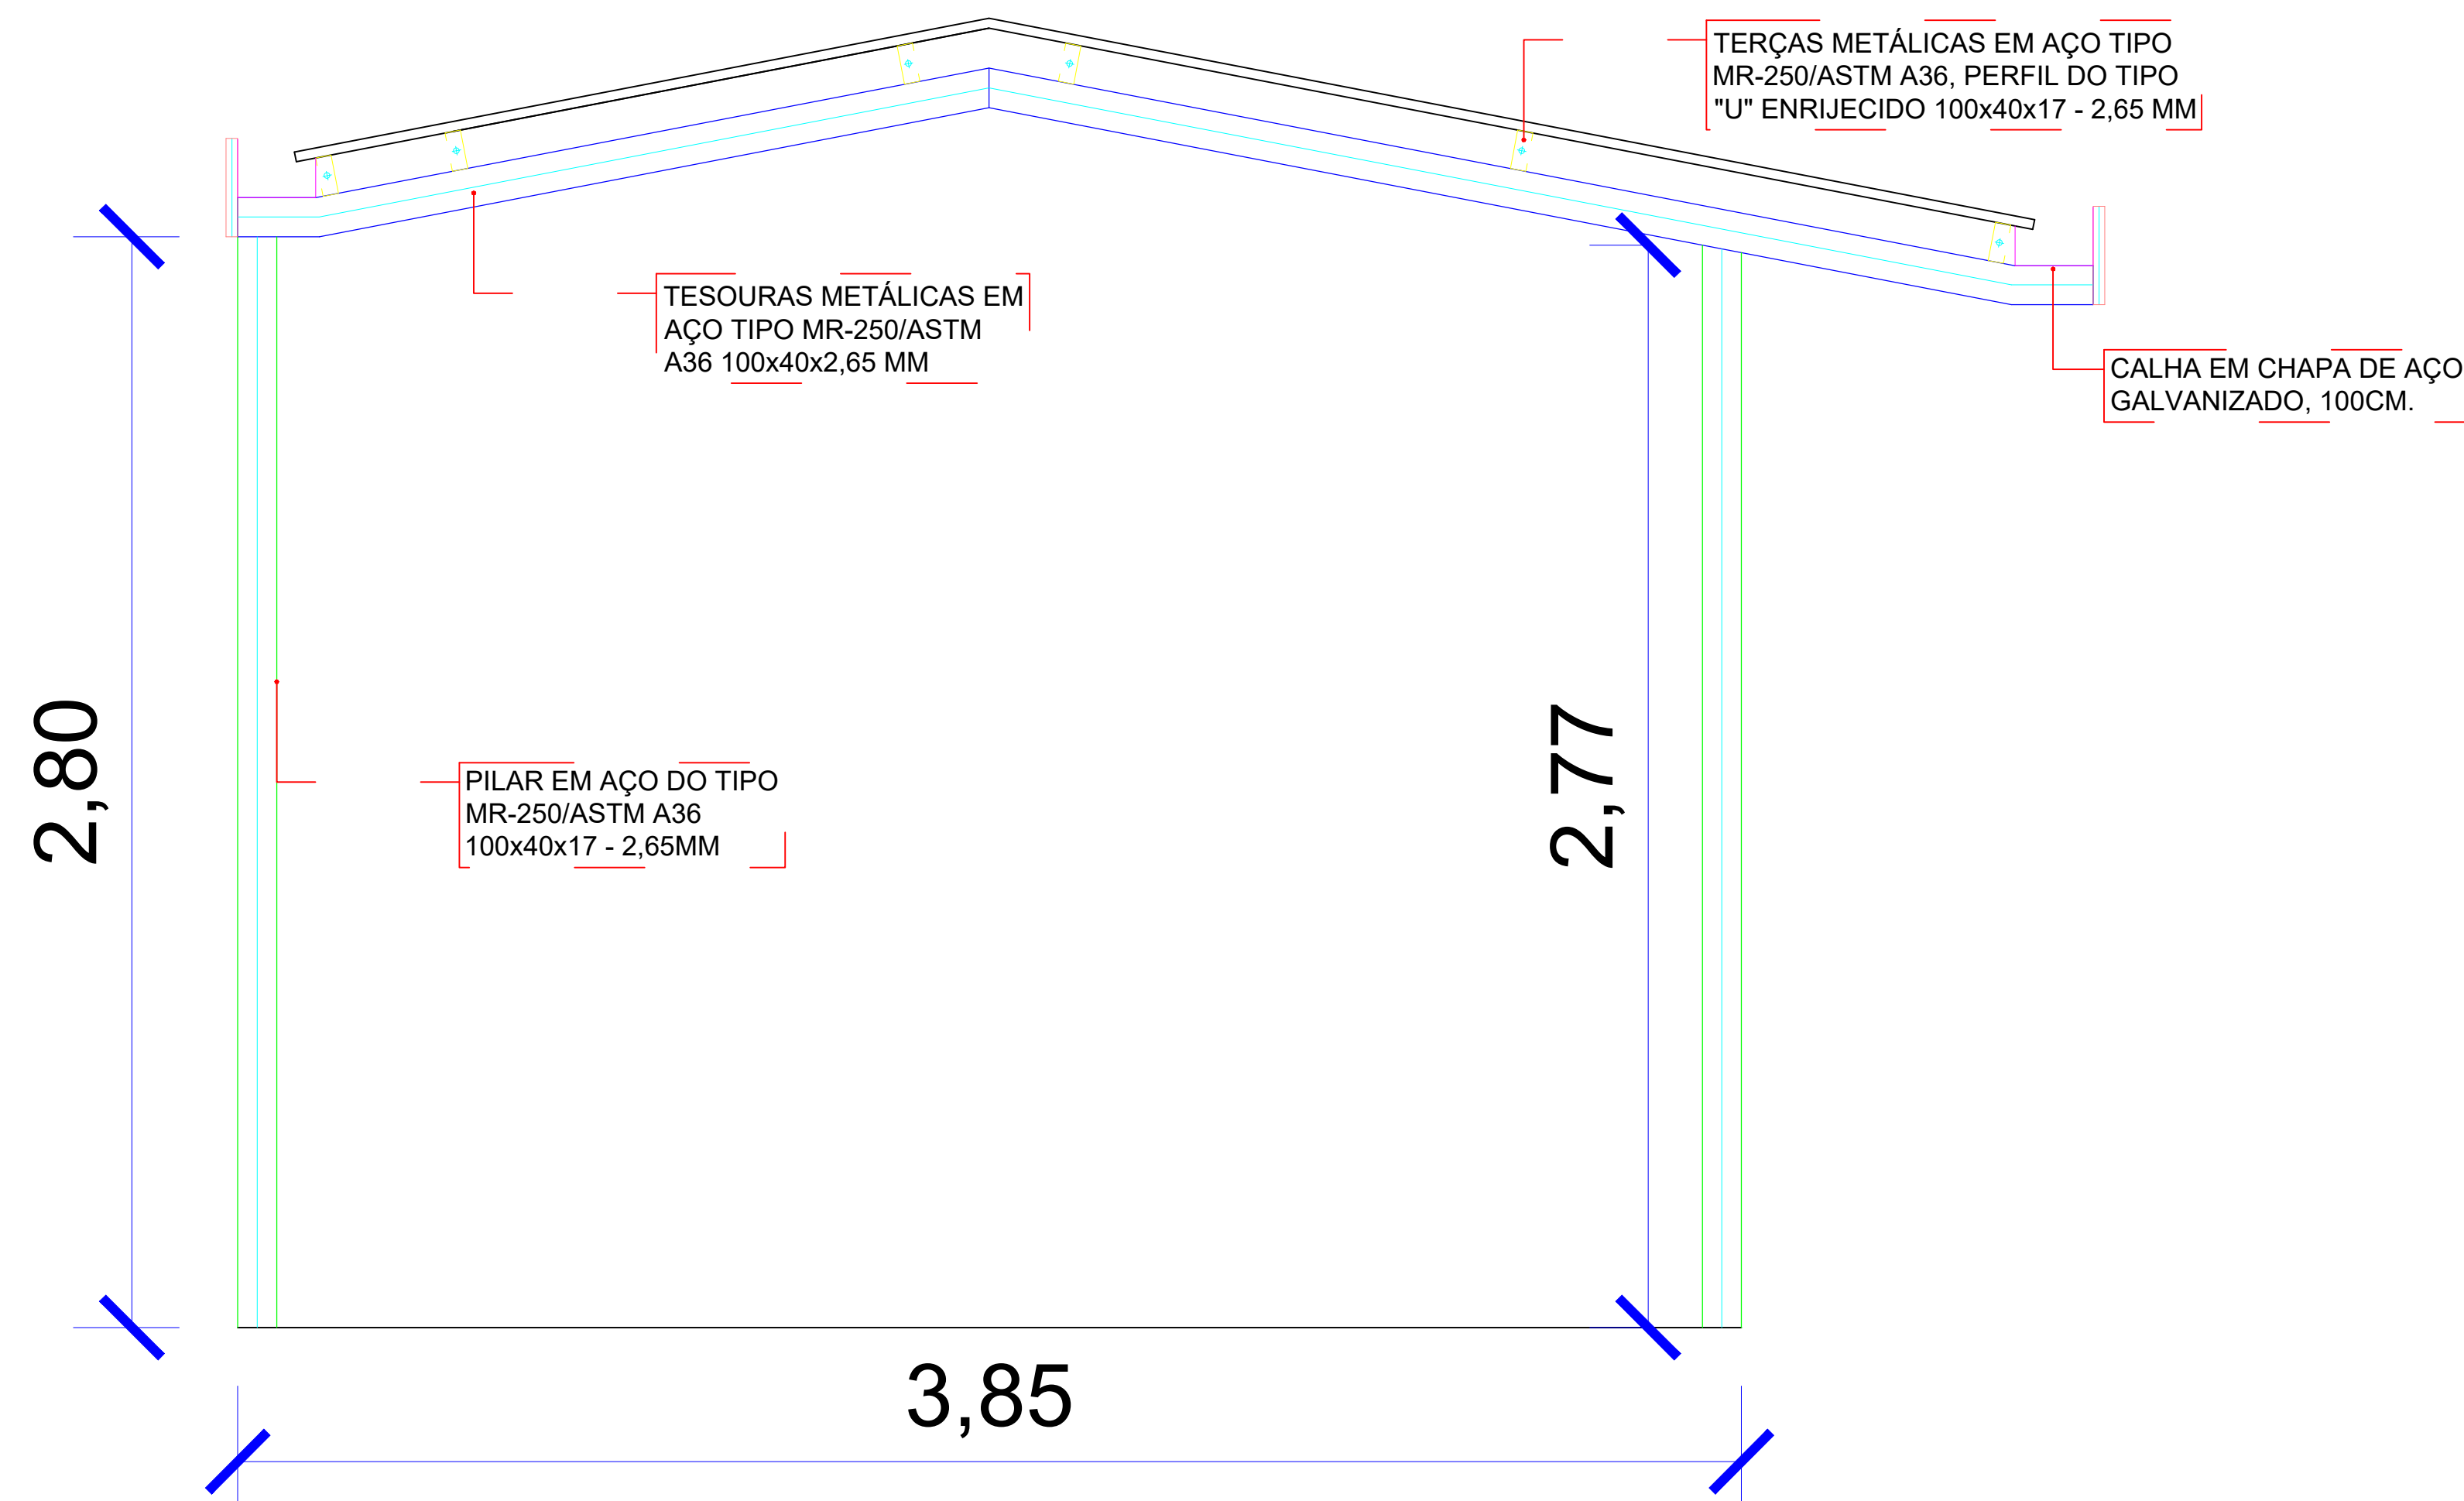 TERÇAS METÁLICAS EM AÇO TIPO
MR-250/ASTM A36, PERFIL DO TIPO
"U" ENRIJECIDO 100x40x17 - 2,65 MM
TESOURAS METÁLICAS EM
AÇO TIPO MR-250/ASTM
A36 100x40x2,65 MM
CALHA EM CHAPA DE AÇO
GALVANIZADO, 100CM.
2,80
2,77
PILAR EM AÇO DO TIPO
MR-250/ASTM A36
100x40x17 - 2,65MM
3,85